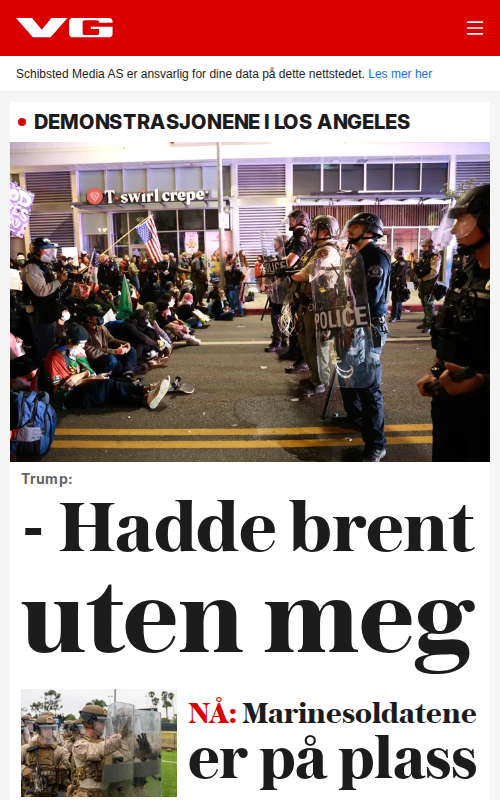 VG
Schibsted Media AS er ansvarlig for dine data på dette nettstedet. Les mer her
DEMONSTRASJONENE I LOS ANGELES
T-swirl crepe
POLICE
Trump:
- Hadde brent
uten meg
NÅ: Marinesoldatene
er på plass